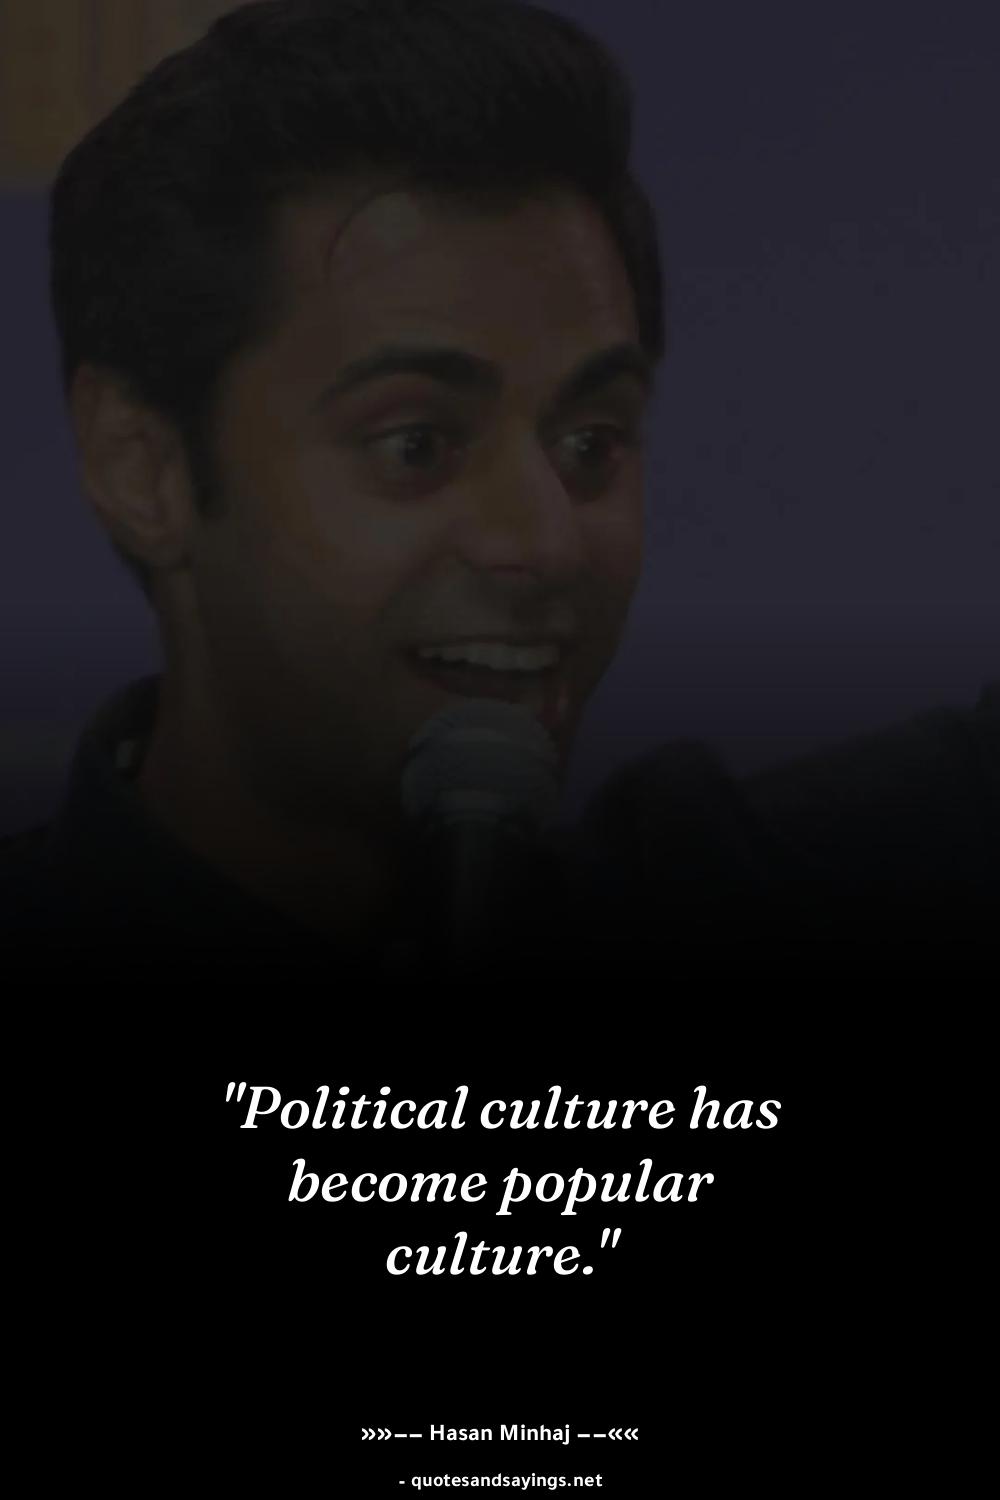 "Political culture has
become popular
culture."
»»−− Hasan Minhaj −−««
- quotesandsayings.net